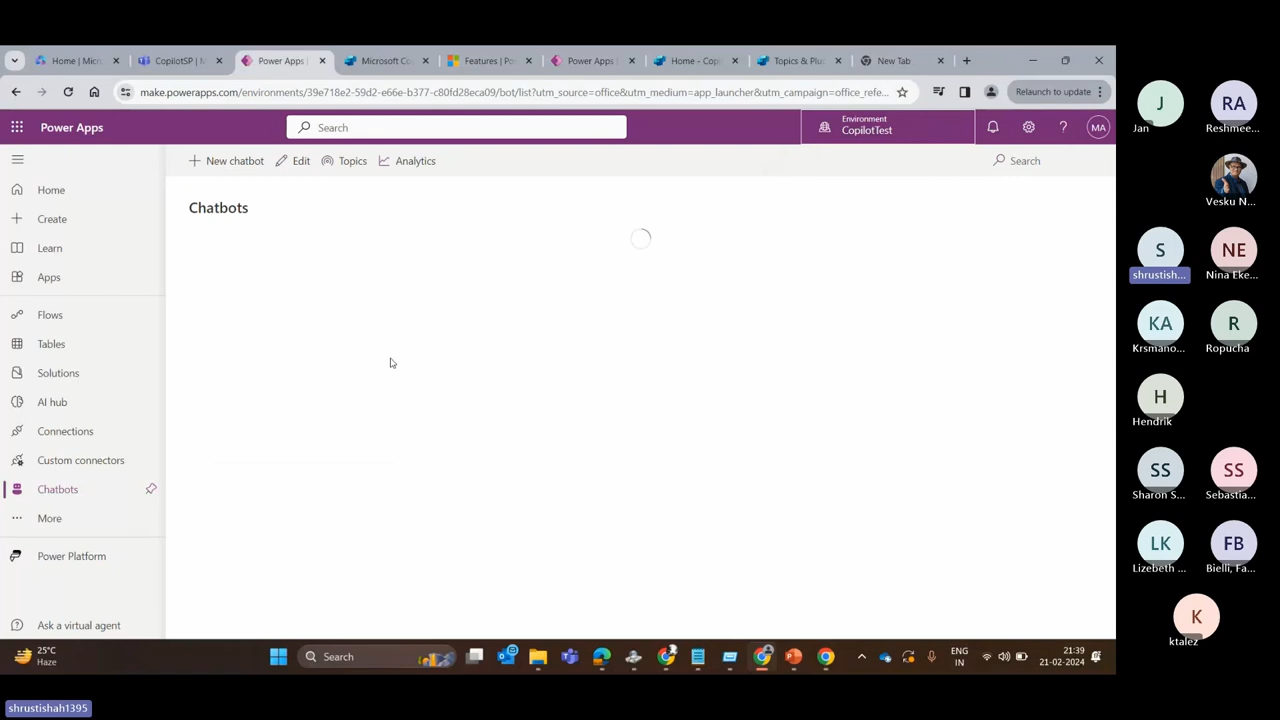 Home | Micr
CopilotSP | M
Power Apps |
Microsoft Co
Features | Po
Power Apps |
Home - Copi
Topics & Plu
New Tab
make.powerapps.com/environments/39e718e2-59d2-e66e-b377-c80fd28eca09/bot/list?utm_source=office&utm_medium=app_launcher&utm_campaign=office_refe...
Relaunch to update
Power Apps
Search
Environment
CopilotTest
MA
New chatbot
Edit
Topics
Analytics
Search
Home
Create
Learn
Apps
Flows
Tables
Solutions
AI hub
Connections
Custom connectors
Chatbots
More
Power Platform
Ask a virtual agent
Chatbots
25°C
Haze
Search
ENG
IN
21:39
21-02-2024
J
Jan
RA
Reshmee...
Vesku N...
S
shrustish...
NE
Nina Eke...
KA
Krsmano...
R
Ropucha
H
Hendrik
SS
Sharon S...
SS
Sebastia...
LK
Lizebeth ...
FB
Bielli, Fa...
K
ktalez
shrustishah1395